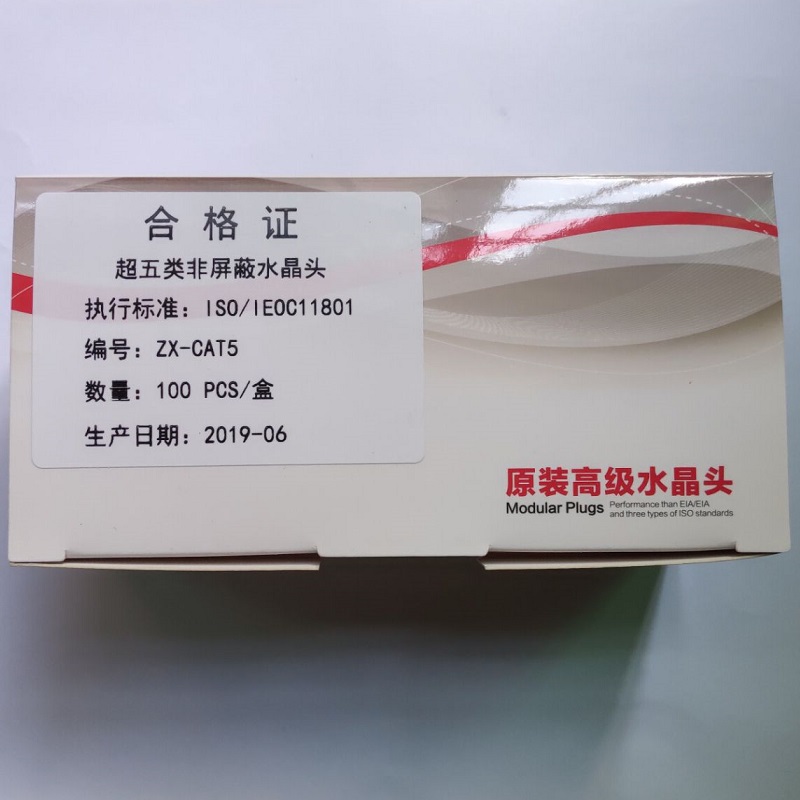 合格证
超五类非屏蔽水晶头
执行标准：ISO/IEOC11801
编号：ZX-CAT5
数量：100 PCS/盒
生产日期：2019-06
原装高级水晶头
Modular Plugs
Performance than EIA/EIA
and three types of ISO standards